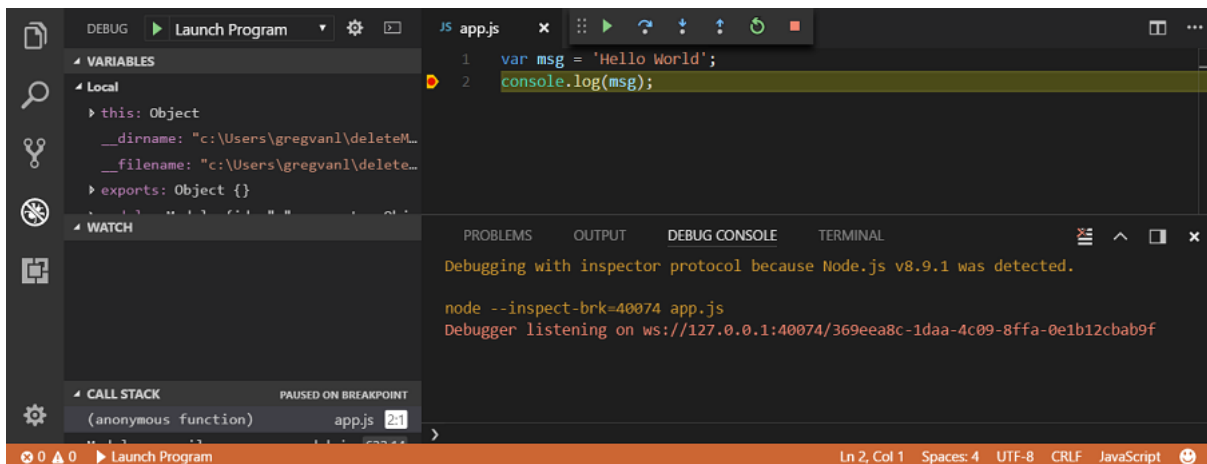 DEBUG Launch Program
VARIABLES
Local
this: Object
__dirname: "c:\Users\gregvanl\deleteM…
__filename: "c:\Users\gregvanl\delete…
exports: Object {}
WATCH
CALL STACK PAUSED ON BREAKPOINT
(anonymous function) app.js 2:1
JS app.js
1 var msg = 'Hello World';
2 console.log(msg);
PROBLEMS OUTPUT DEBUG CONSOLE TERMINAL
Debugging with inspector protocol because Node.js v8.9.1 was detected.
node --inspect-brk=40074 app.js
Debugger listening on ws://127.0.0.1:40074/369eea8c-1daa-4c09-8ffa-0e1b12cbab9f
0 0 Launch Program Ln 2, Col 1 Spaces: 4 UTF-8 CRLF JavaScript